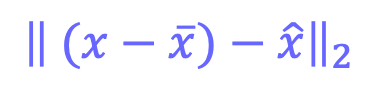 ‖ (x − x̄) − x̂‖₂